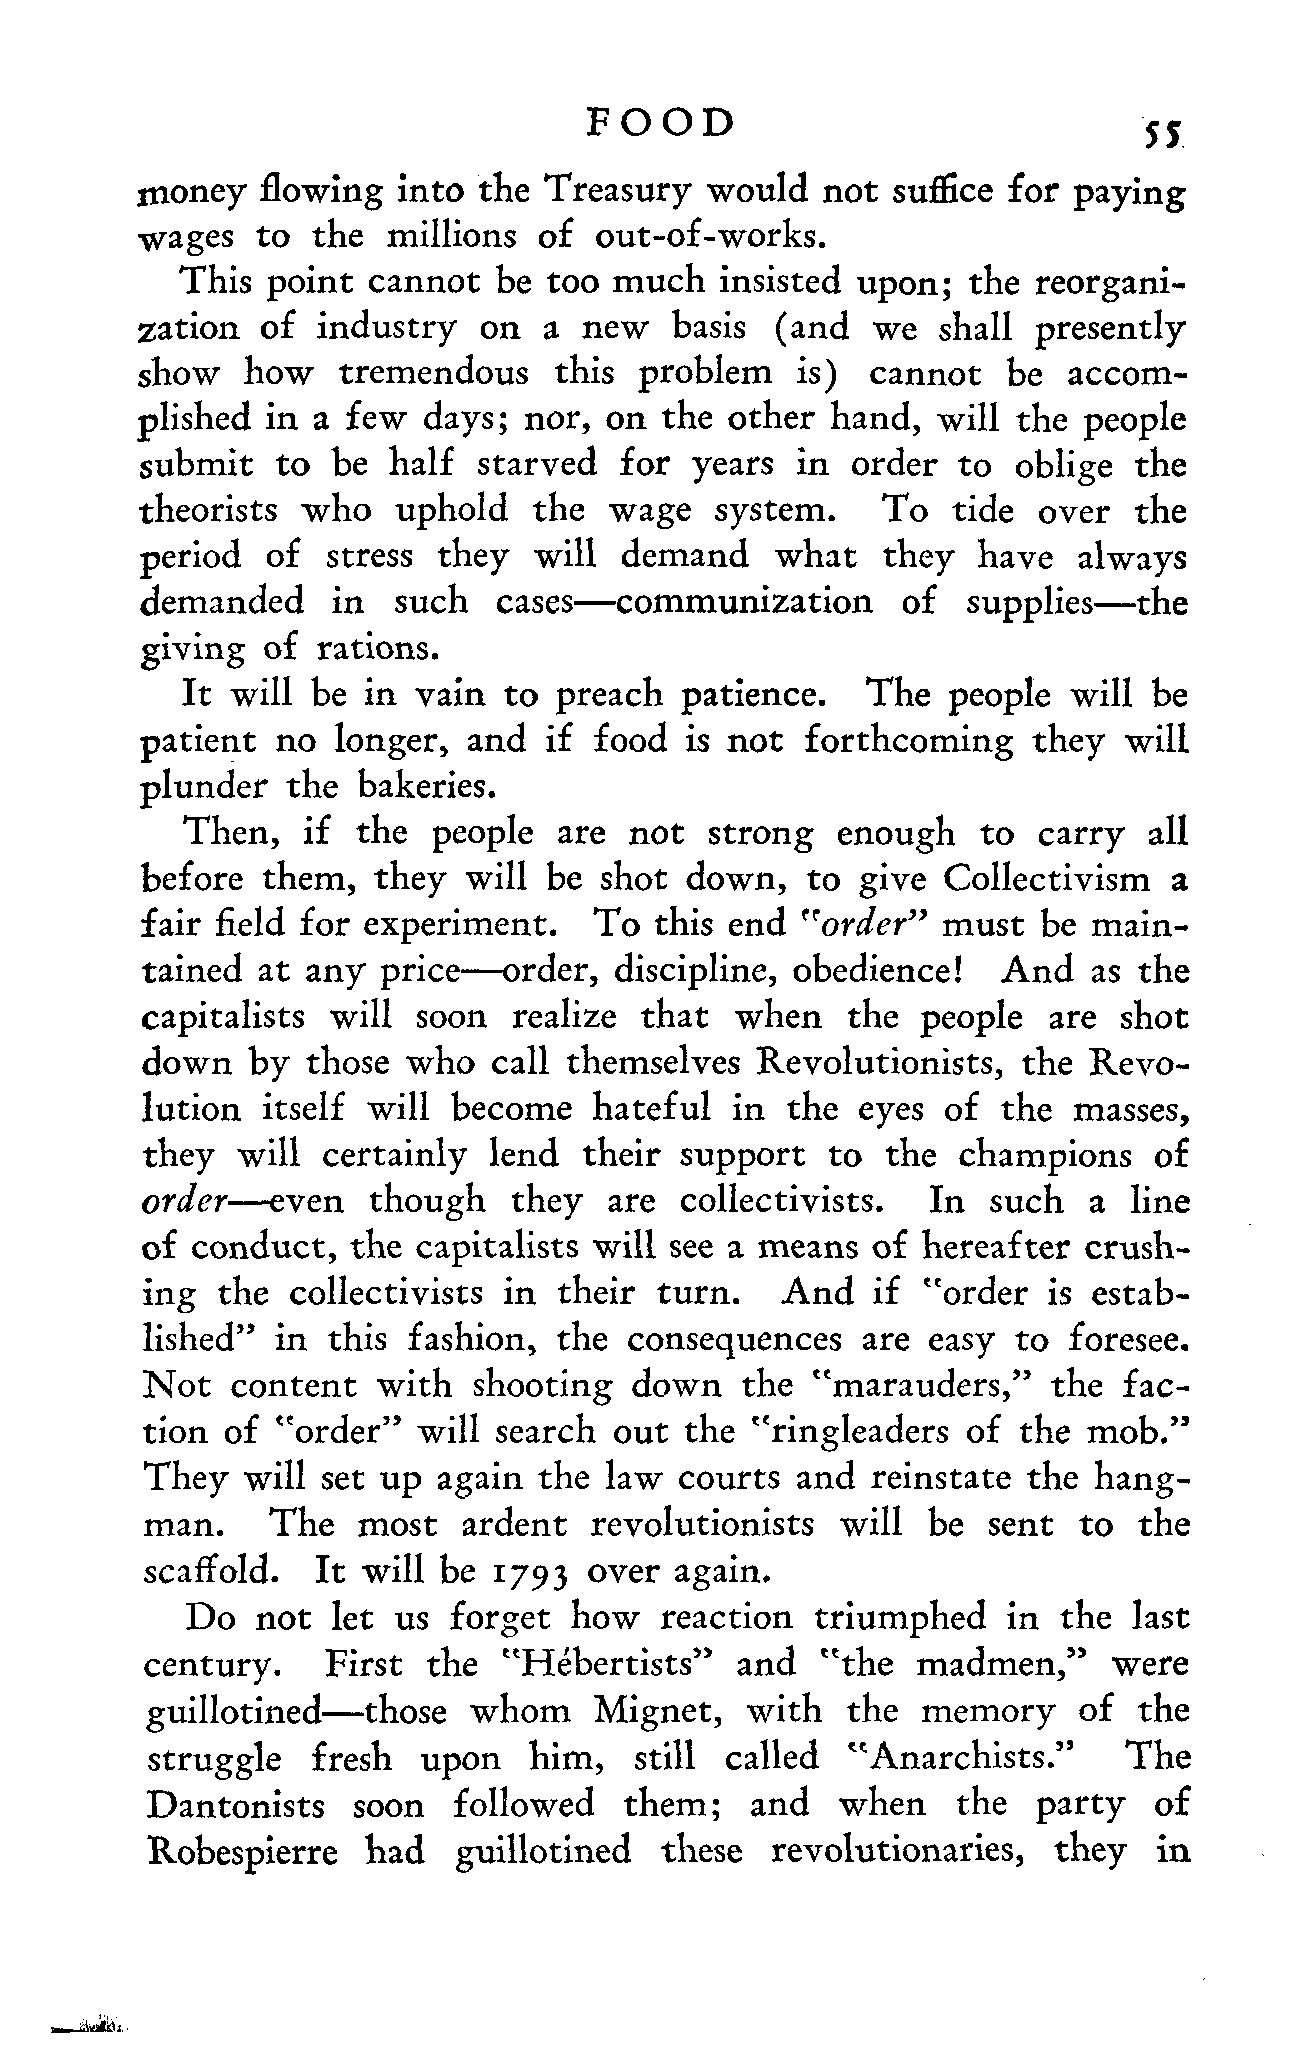 FOOD 55
money flowing into the Treasury would not suffice for paying
wages to the millions of out-of-works.
This point cannot be too much insisted upon; the reorgani-
zation of industry on a new basis (and we shall presently
show how tremendous this problem is) cannot be accom-
plished in a few days; nor, on the other hand, will the people
submit to be half starved for years in order to oblige the
theorists who uphold the wage system. To tide over the
period of stress they will demand what they have always
demanded in such cases—communization of supplies—the
giving of rations.
It will be in vain to preach patience. The people will be
patient no longer, and if food is not forthcoming they will
plunder the bakeries.
Then, if the people are not strong enough to carry all
before them, they will be shot down, to give Collectivism a
fair field for experiment. To this end "order" must be main-
tained at any price—order, discipline, obedience! And as the
capitalists will soon realize that when the people are shot
down by those who call themselves Revolutionists, the Revo-
lution itself will become hateful in the eyes of the masses,
they will certainly lend their support to the champions of
order—even though they are collectivists. In such a line
of conduct, the capitalists will see a means of hereafter crush-
ing the collectivists in their turn. And if "order is estab-
lished" in this fashion, the consequences are easy to foresee.
Not content with shooting down the "marauders," the fac-
tion of "order" will search out the "ringleaders of the mob."
They will set up again the law courts and reinstate the hang-
man. The most ardent revolutionists will be sent to the
scaffold. It will be 1793 over again.
Do not let us forget how reaction triumphed in the last
century. First the "Hébertists" and "the madmen," were
guillotined—those whom Mignet, with the memory of the
struggle fresh upon him, still called "Anarchists." The
Dantonists soon followed them; and when the party of
Robespierre had guillotined these revolutionaries, they in